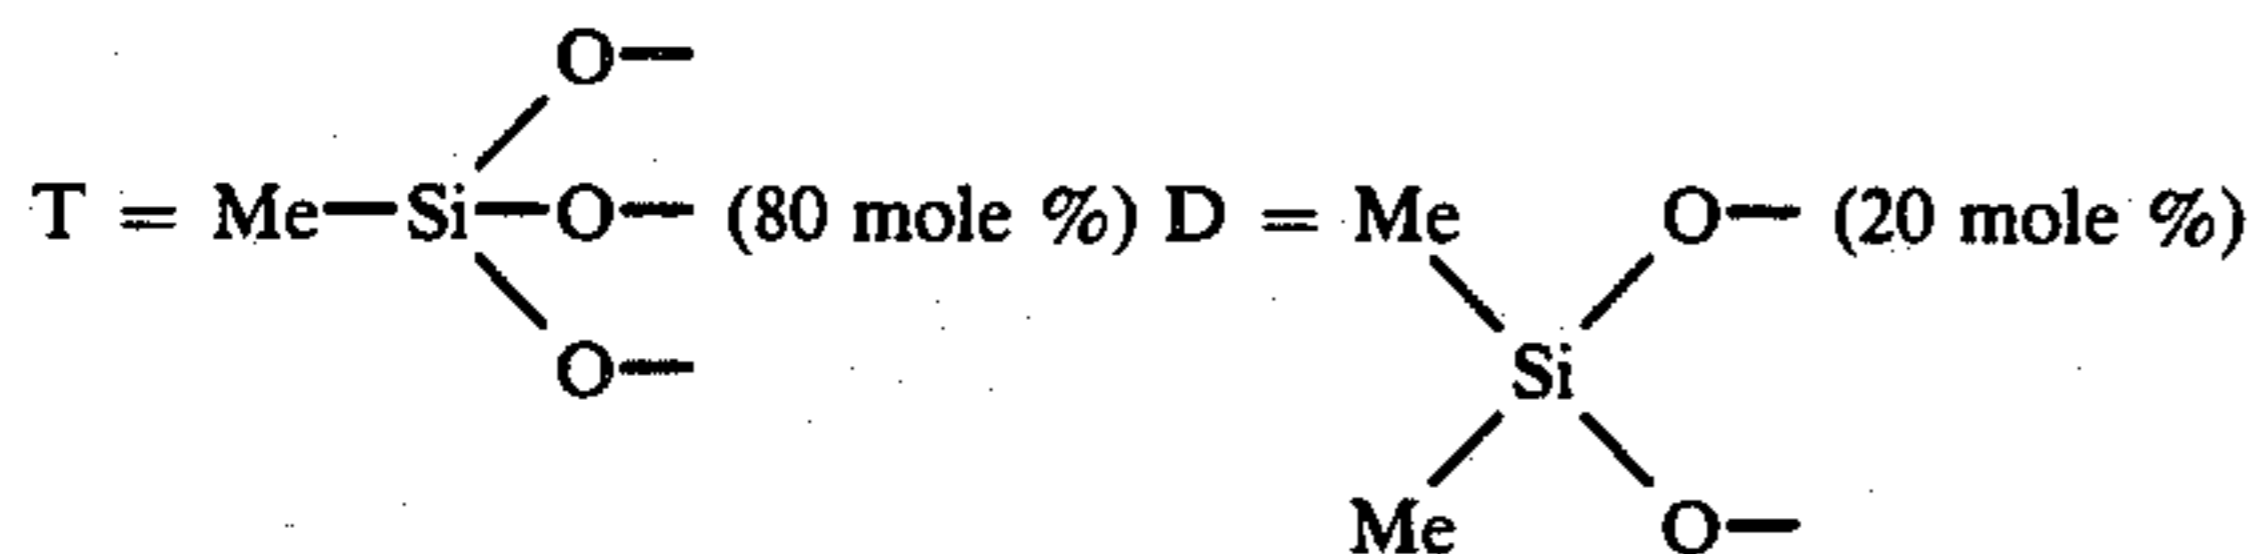 O—
T = Me—Si—O— (80 mole %) D = Me O— (20 mole %)
O— Si
Me O—